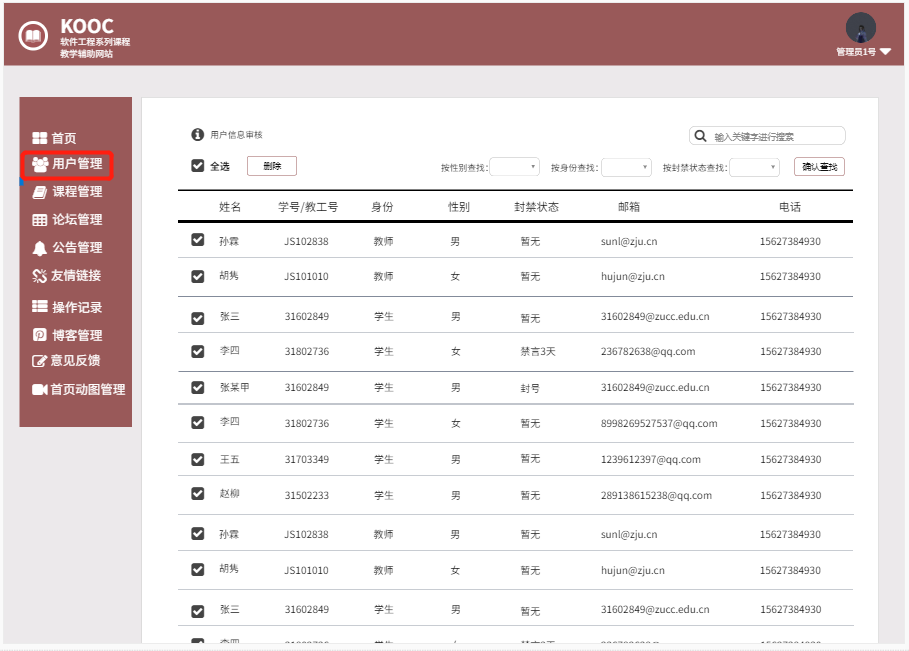 KOOC
软件工程系列课程
教学辅助网站
管理员1号
首页
用户管理
课程管理
论坛管理
公告管理
友情链接
操作记录
博客管理
意见反馈
首页动图管理
用户信息审核
输入关键字进行搜索
全选 删除 按性别查找: 按身份查找: 按封禁状态查找: 确认查找
姓名 学号/教工号 身份 性别 封禁状态 邮箱 电话
孙霖 JS102838 教师 男 暂无 sunl@zju.cn 15627384930
胡隽 JS101010 教师 女 暂无 hujun@zju.cn 15627384930
张三 31602849 学生 男 暂无 31602849@zucc.edu.cn 15627384930
李四 31802736 学生 女 禁言3天 236782638@qq.com 15627384930
张某甲 31602849 学生 男 封号 31602849@zucc.edu.cn 15627384930
李四 31802736 学生 女 暂无 8998269527537@qq.com 15627384930
王五 31703349 学生 男 暂无 1239612397@qq.com 15627384930
赵柳 31502233 学生 男 暂无 289138615238@qq.com 15627384930
孙霖 JS102838 教师 男 暂无 sunl@zju.cn 15627384930
胡隽 JS101010 教师 女 暂无 hujun@zju.cn 15627384930
张三 31602849 学生 男 暂无 31602849@zucc.edu.cn 15627384930